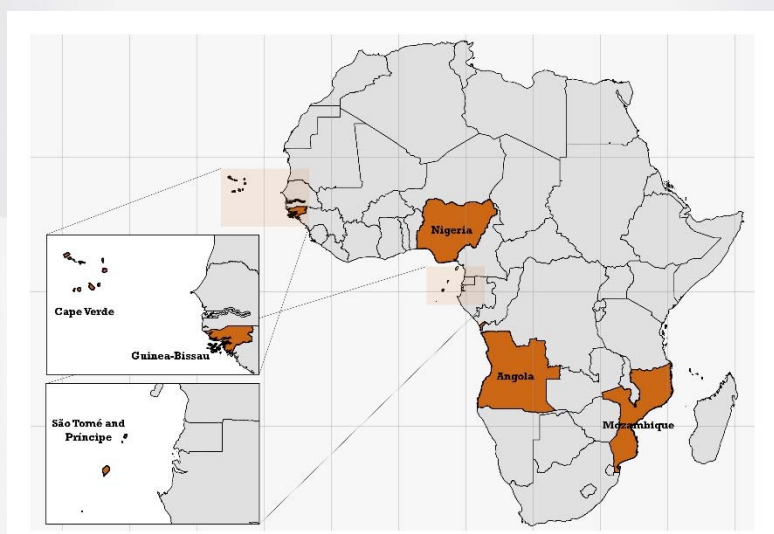 Nigeria
Cape Verde
Guinea-Bissau
Angola
São Tomé and
Príncipe
Mozambique